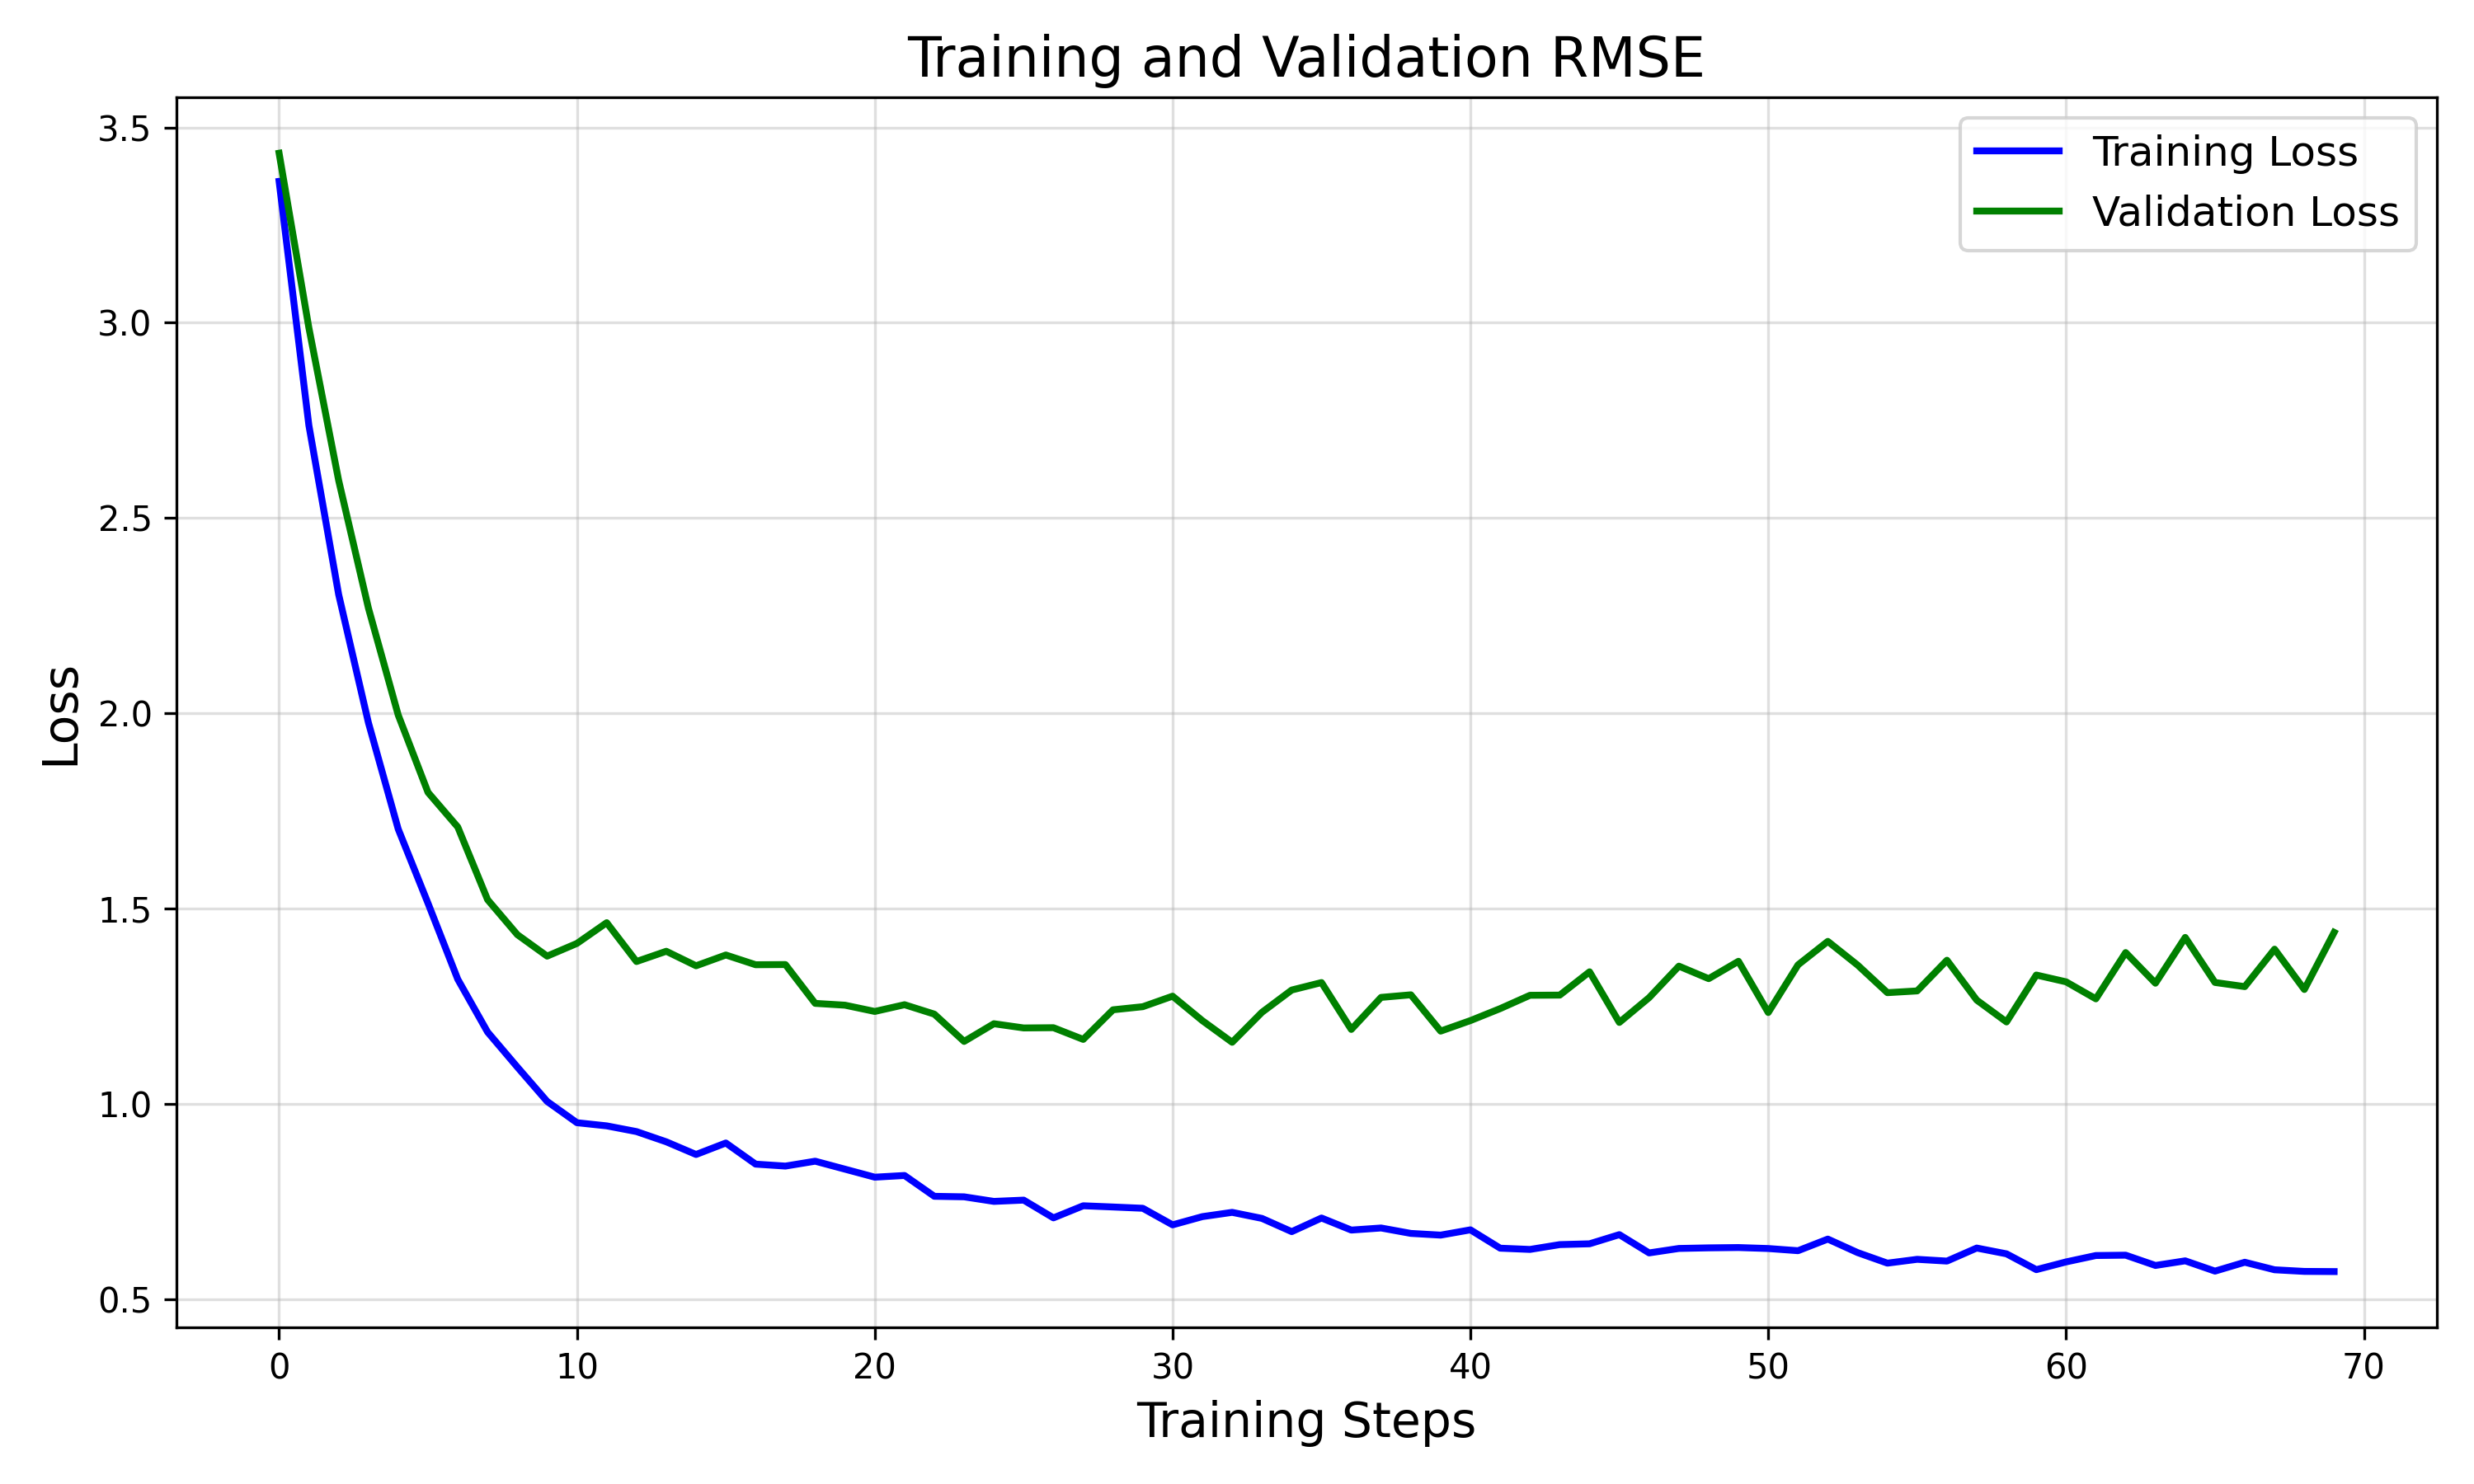 Training and Validation RMSE
3.5
3.0
2.5
2.0
1.5
1.0
0.5
Loss
Training Loss
Validation Loss
0 10 20 30 40 50 60 70
Training Steps